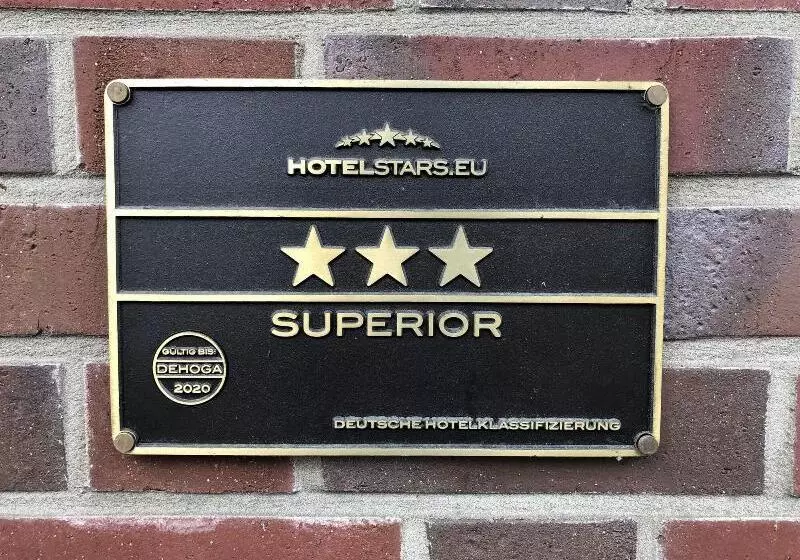 HOTELSTARS.EU
SUPERIOR
GÜLTIG BIS:
DEHOGA
2020
DEUTSCHE HOTELKLASSIFIZIERUNG